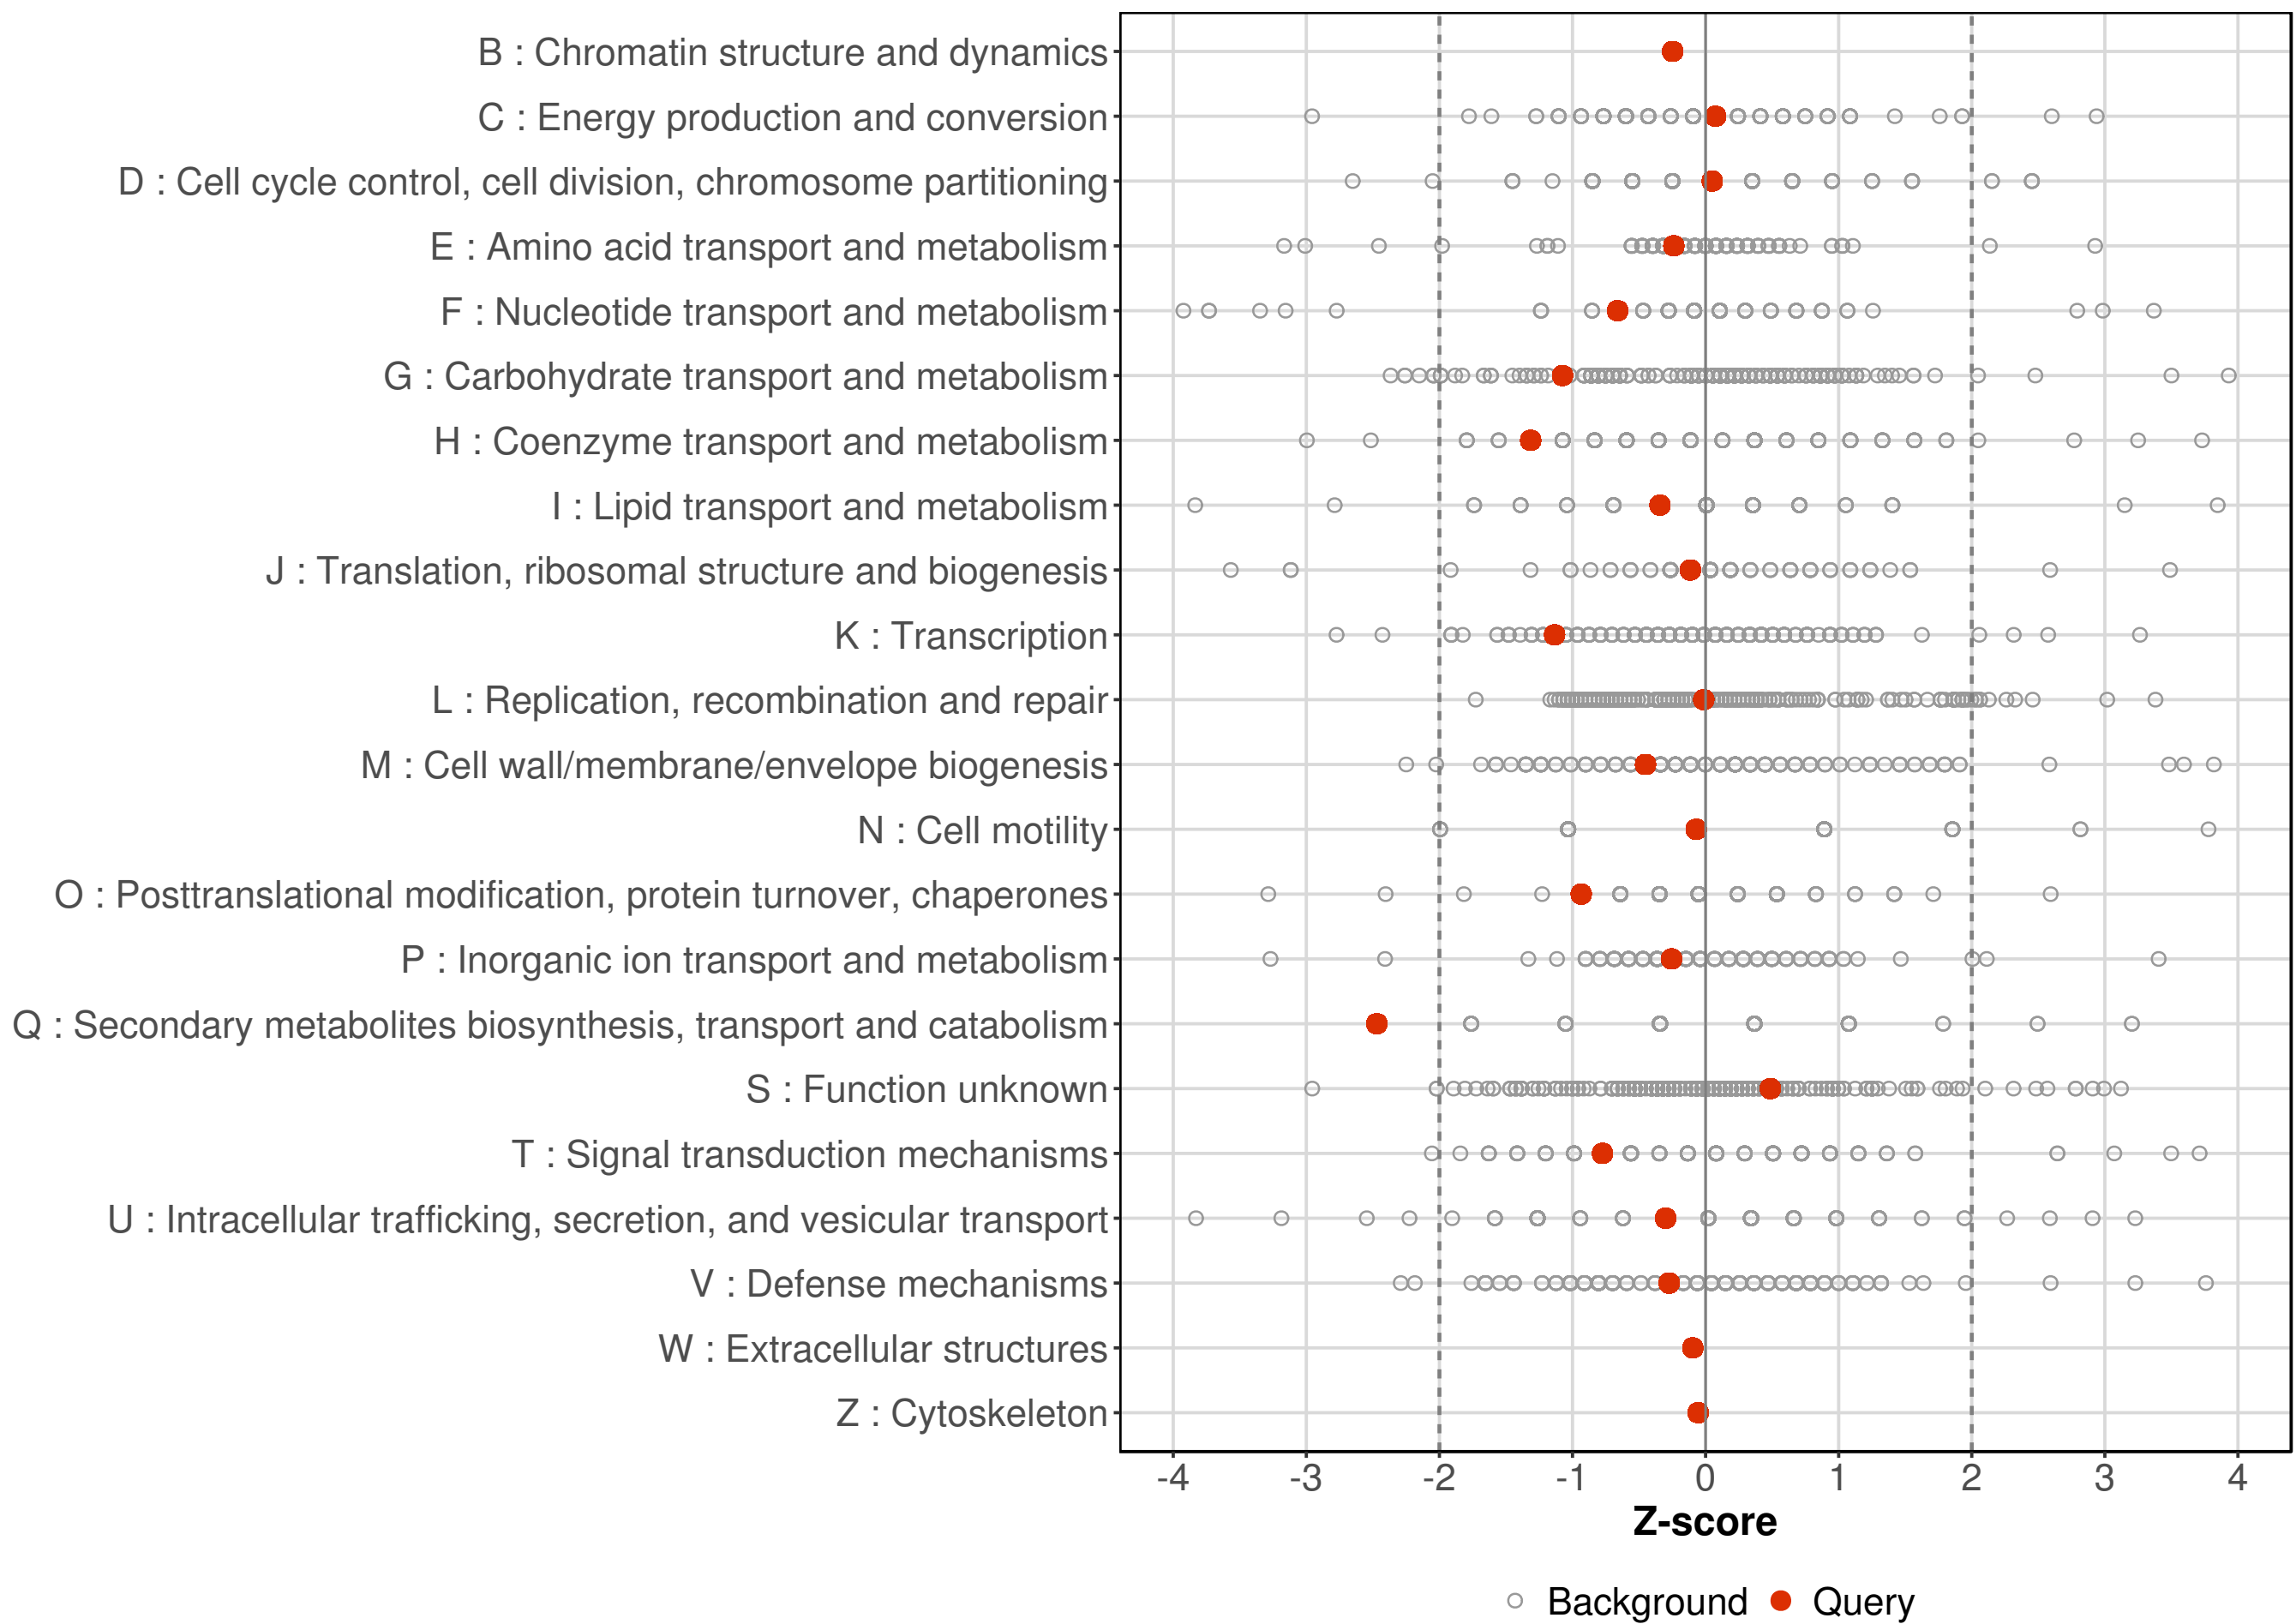 B : Chromatin structure and dynamics
C : Energy production and conversion
D : Cell cycle control, cell division, chromosome partitioning
E : Amino acid transport and metabolism
F : Nucleotide transport and metabolism
G : Carbohydrate transport and metabolism
H : Coenzyme transport and metabolism
I : Lipid transport and metabolism
J : Translation, ribosomal structure and biogenesis
K : Transcription
L : Replication, recombination and repair
M : Cell wall/membrane/envelope biogenesis
N : Cell motility
O : Posttranslational modification, protein turnover, chaperones
P : Inorganic ion transport and metabolism
Q : Secondary metabolites biosynthesis, transport and catabolism
S : Function unknown
T : Signal transduction mechanisms
U : Intracellular trafficking, secretion, and vesicular transport
V : Defense mechanisms
W : Extracellular structures
Z : Cytoskeleton
-4 -3 -2 -1 0 1 2 3 4
Z-score
Background Query